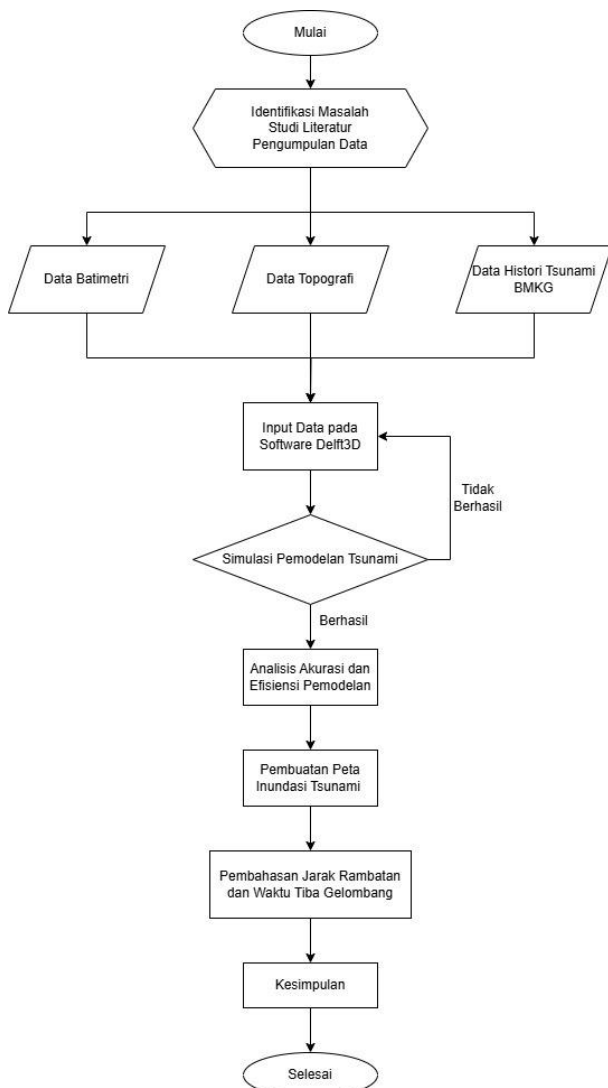 Mulai
Identifikasi Masalah
Studi Literatur
Pengumpulan Data
Data Batimetri
Data Topografi
Data Histori Tsunami
BMKG
Input Data pada
Software Delft3D
Tidak
Berhasil
Simulasi Pemodelan Tsunami
Berhasil
Analisis Akurasi dan
Efisiensi Pemodelan
Pembuatan Peta
Inundasi Tsunami
Pembahasan Jarak Rambatan
dan Waktu Tiba Gelombang
Kesimpulan
Selesai